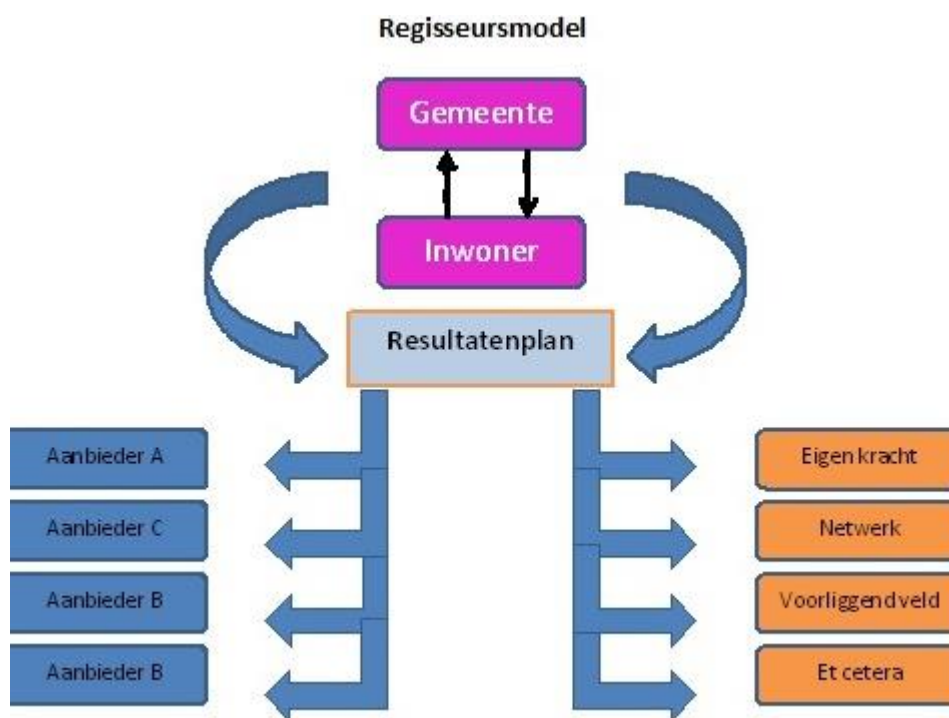 Regisseursmodel
Gemeente
Inwoner
Resultatenplan
Aanbieder A
Aanbieder C
Aanbieder B
Aanbieder B
Eigen kracht
Netwerk
Voorliggend veld
Et cetera